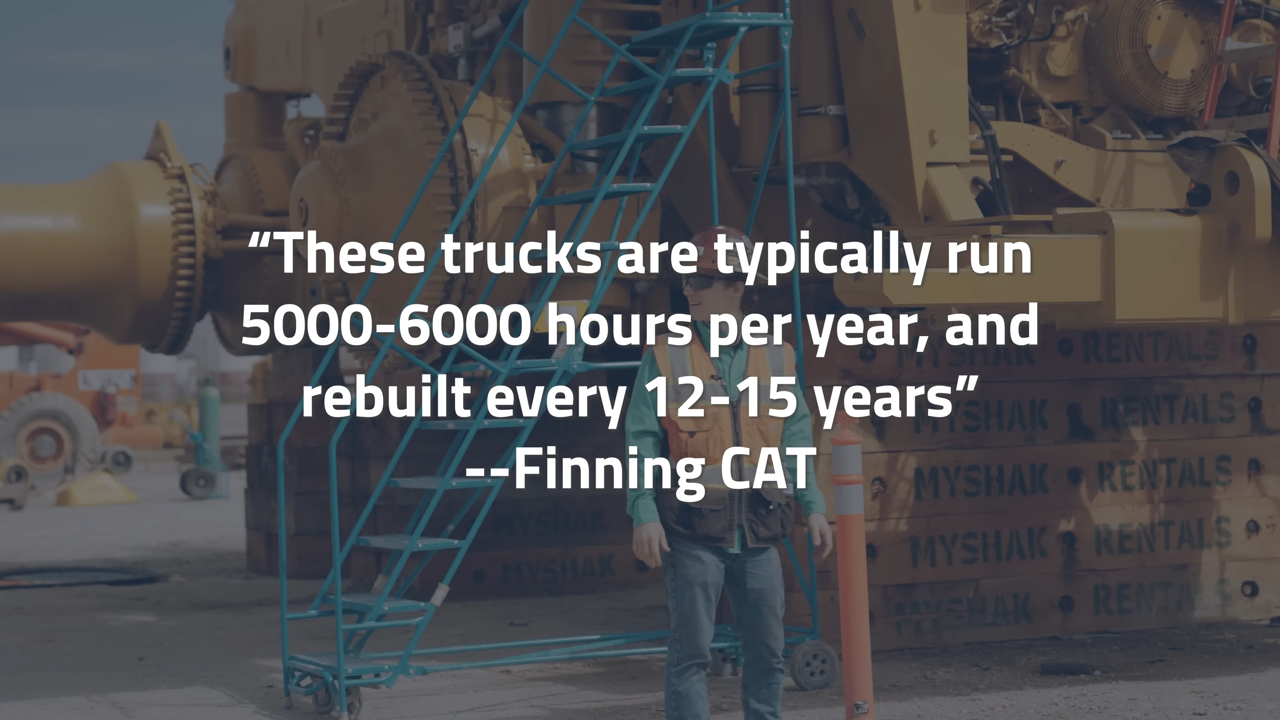 “These trucks are typically run
5000-6000 hours per year, and
rebuilt every 12-15 years”
--Finning CAT
MYSHAK RENTALS
MYSHAK RENTALS
MYSHAK RENTALS
MYSHAK RENTALS
MYSHAK RENTALS
MYSHAK
MYSHAK